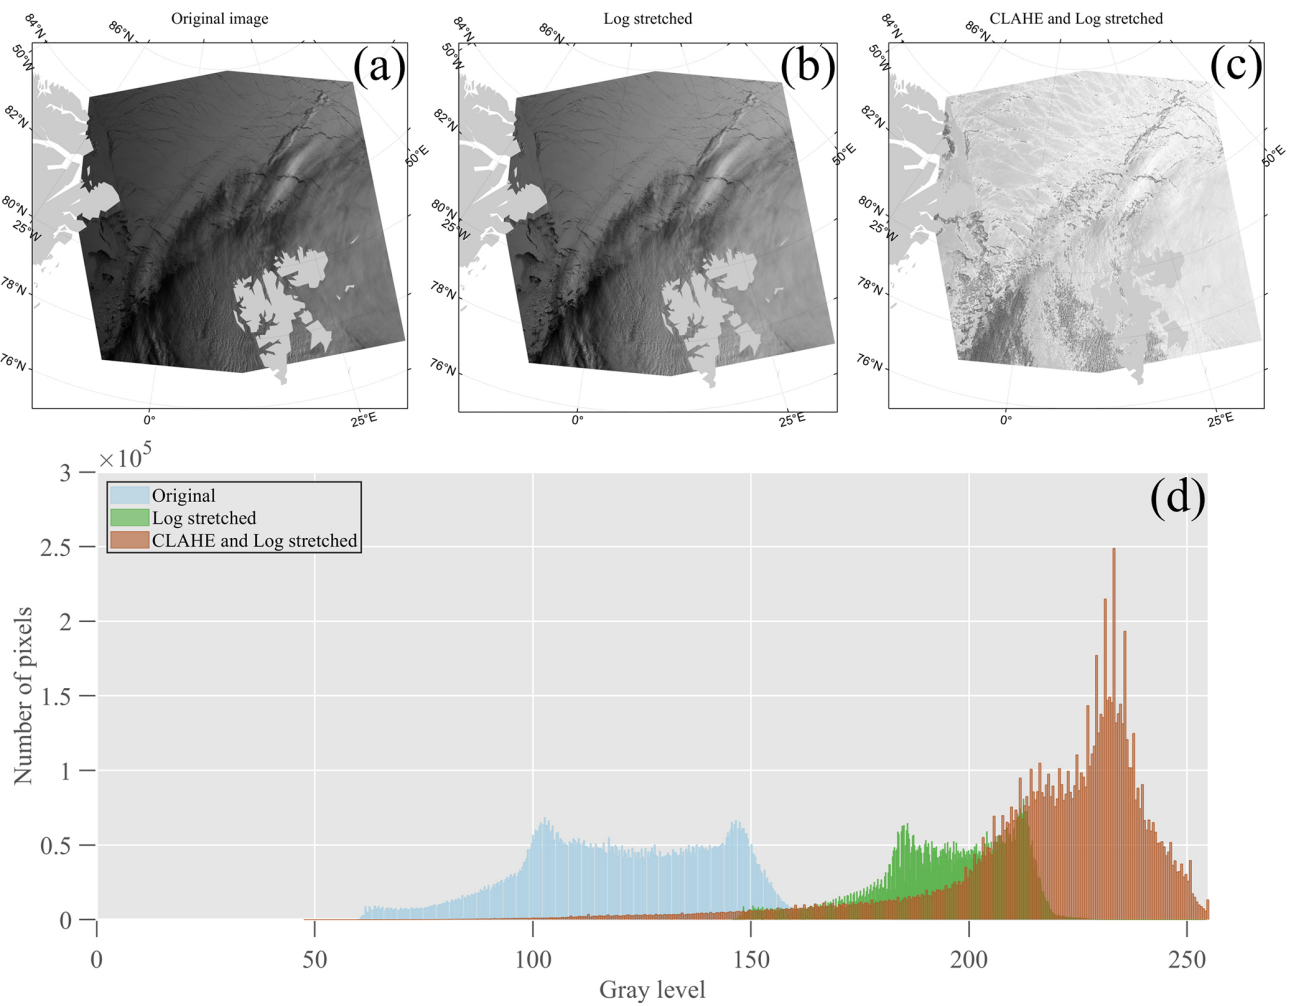 Original image
Log stretched
CLAHE and Log stretched
84°N
86°N
(a)
50°W
82°N
50°E
80°N
25°W
78°N
76°N
0°
25°E
84°N
86°N
(b)
50°W
82°N
50°E
80°N
25°W
78°N
76°N
0°
25°E
84°N
86°N
(c)
50°W
82°N
50°E
80°N
25°W
78°N
76°N
0°
25°E
×10⁵
3
2.5
2
1.5
1
0.5
0
Number of pixels
(d)
Original
Log stretched
CLAHE and Log stretched
0 50 100 150 200 250
Gray level